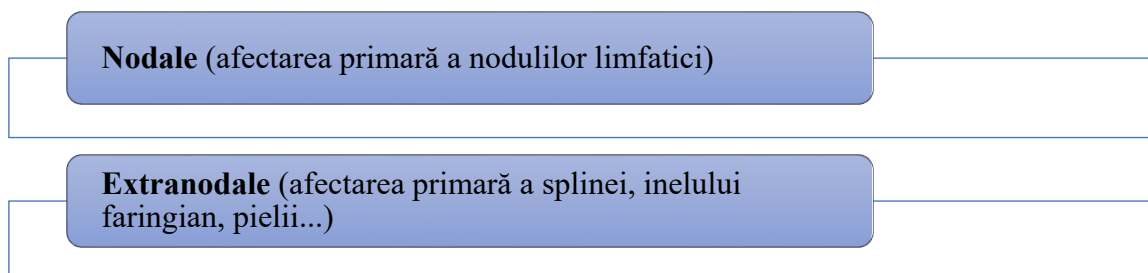 Nodale (afectarea primară a nodulilor limfatici)
Extranodale (afectarea primară a splinei, inelului
faringian, pielii...)